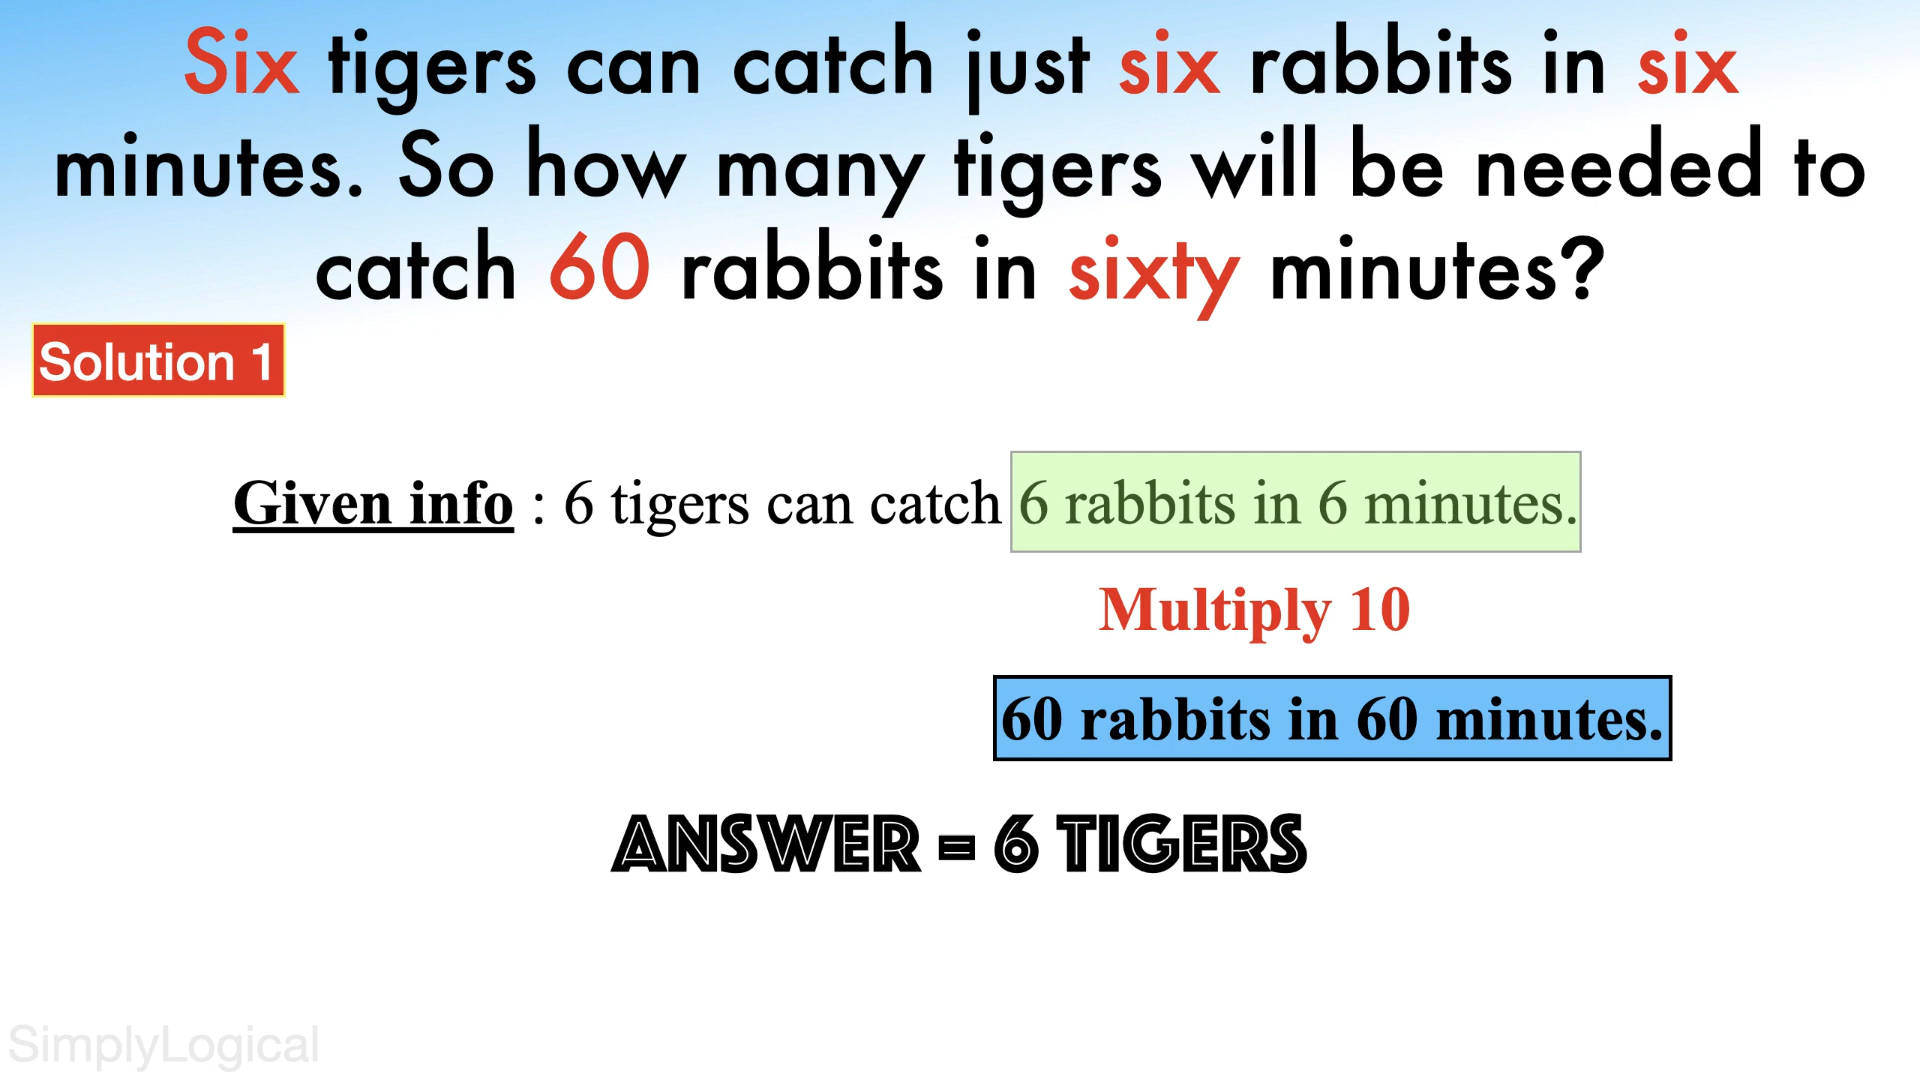 Six tigers can catch just six rabbits in six
minutes. So how many tigers will be needed to
catch 60 rabbits in sixty minutes?
Solution 1
Given info : 6 tigers can catch 6 rabbits in 6 minutes.
Multiply 10
60 rabbits in 60 minutes.
ANSWER = 6 TIGERS
SimplyLogical